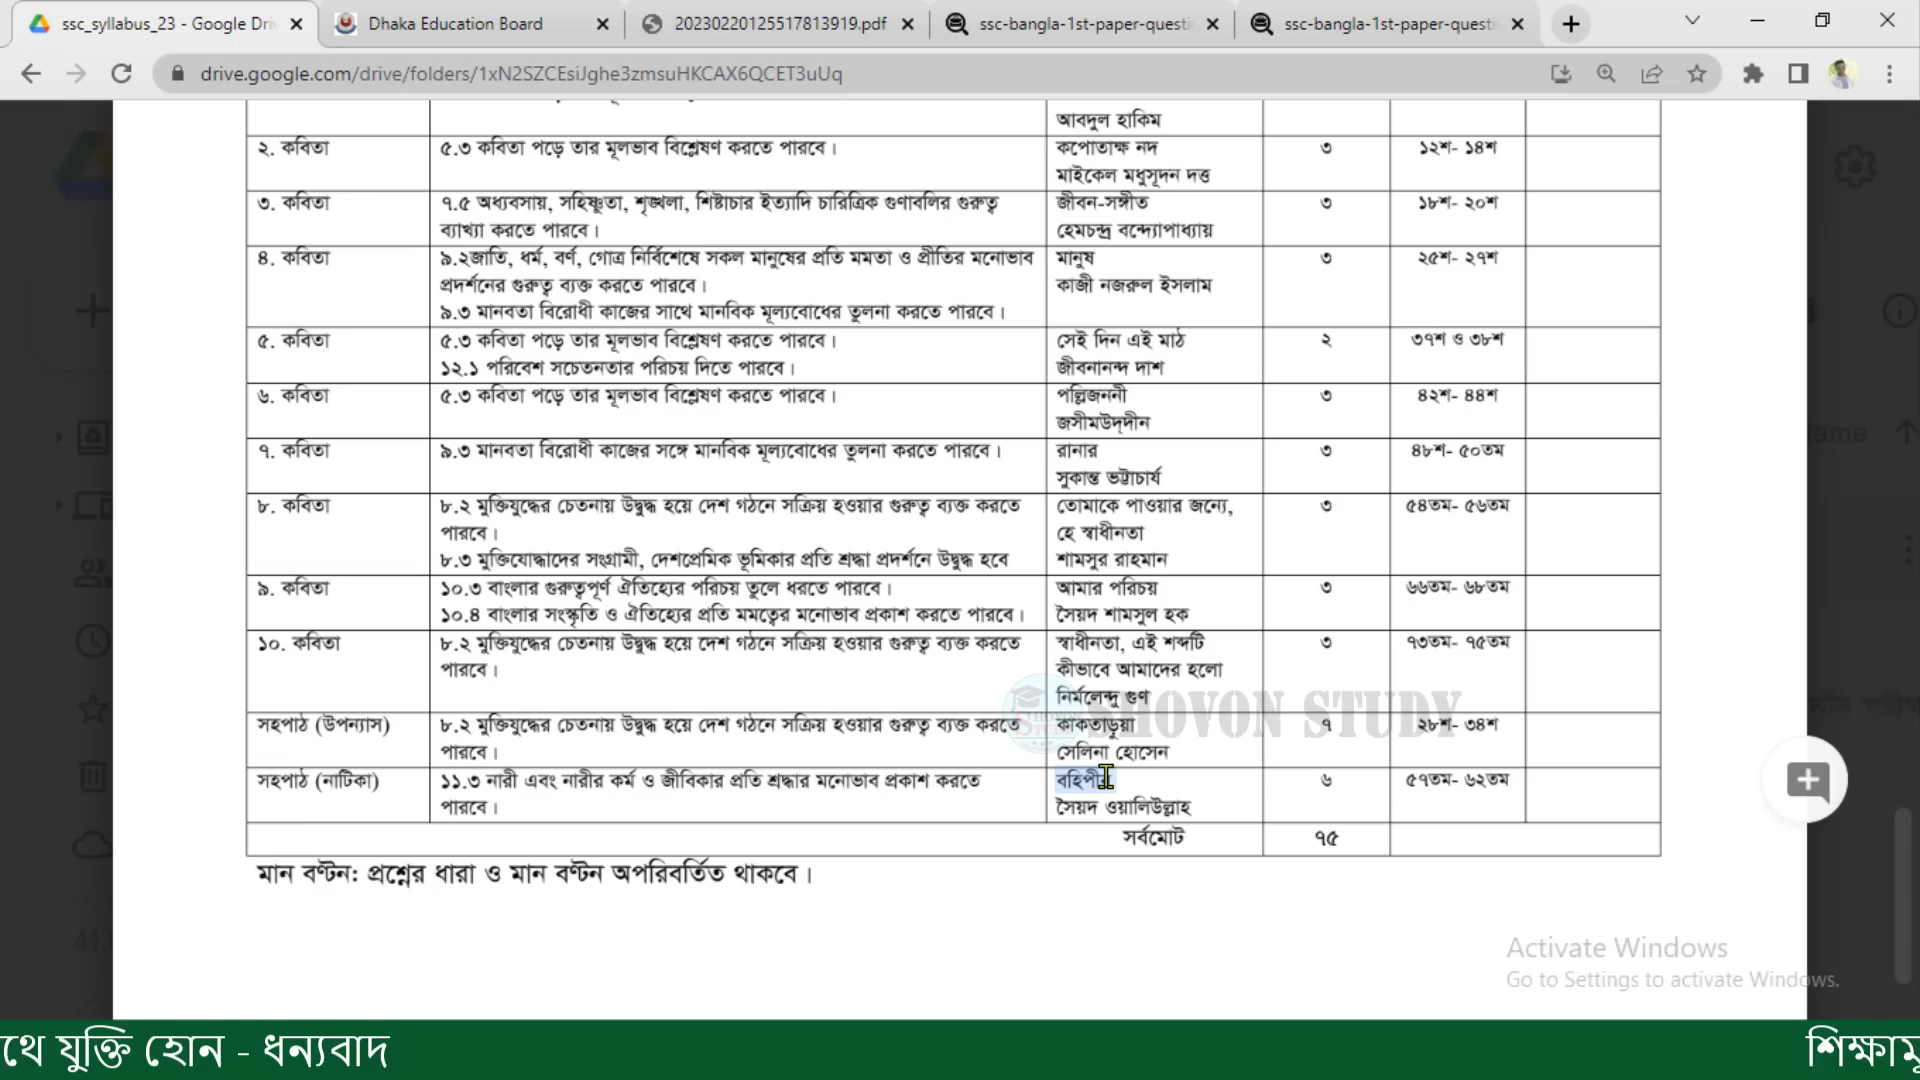 ssc_syllabus_23 - Google Dri
Dhaka Education Board
20230220125517813919.pdf
ssc-bangla-1st-paper-questi
ssc-bangla-1st-paper-questi
drive.google.com/drive/folders/1xN2SZCEsiJghe3zmsuHKCAX6QCET3uUq
আবদুল হাকিম
২. কবিতা
৫.৩ কবিতা পড়ে তার মূলভাব বিশ্লেষণ করতে পারবে।
কপোতাক্ষ নদ
মাইকেল মধুসূদন দত্ত
৩
১২শ- ১৪শ
৩. কবিতা
৭.৫ অধ্যবসায়, সহিষ্ণুতা, শৃঙ্খলা, শিষ্টাচার ইত্যাদি চারিত্রিক গুণাবলির গুরুত্ব
ব্যাখ্যা করতে পারবে।
জীবন-সঙ্গীত
হেমচন্দ্র বন্দ্যোপাধ্যায়
৩
১৮শ- ২০শ
৪. কবিতা
৯.২জাতি, ধর্ম, বর্ণ, গোত্র নির্বিশেষে সকল মানুষের প্রতি মমতা ও প্রীতির মনোভাব
প্রদর্শনের গুরুত্ব ব্যক্ত করতে পারবে।
৯.৩ মানবতা বিরোধী কাজের সাথে মানবিক মূল্যবোধের তুলনা করতে পারবে।
মানুষ
কাজী নজরুল ইসলাম
৩
২৫শ- ২৭শ
৫. কবিতা
৫.৩ কবিতা পড়ে তার মূলভাব বিশ্লেষণ করতে পারবে।
১২.১ পরিবেশ সচেতনতার পরিচয় দিতে পারবে।
সেই দিন এই মাঠ
জীবনানন্দ দাশ
২
৩৭শ ও ৩৮শ
৬. কবিতা
৫.৩ কবিতা পড়ে তার মূলভাব বিশ্লেষণ করতে পারবে।
পল্লিজননী
জসীমউদ্‌দীন
৩
৪২শ- ৪৪শ
৭. কবিতা
৯.৩ মানবতা বিরোধী কাজের সঙ্গে মানবিক মূল্যবোধের তুলনা করতে পারবে।
রানার
সুকান্ত ভট্টাচার্য
৩
৪৮শ- ৫০তম
৮. কবিতা
৮.২ মুক্তিযুদ্ধের চেতনায় উদ্বুদ্ধ হয়ে দেশ গঠনে সক্রিয় হওয়ার গুরুত্ব ব্যক্ত করতে
পারবে।
৮.৩ মুক্তিযোদ্ধাদের সংগ্রামী, দেশপ্রেমিক ভূমিকার প্রতি শ্রদ্ধা প্রদর্শনে উদ্বুদ্ধ হবে
তোমাকে পাওয়ার জন্যে,
হে স্বাধীনতা
শামসুর রাহমান
৩
৫৪তম- ৫৬তম
৯. কবিতা
১০.৩ বাংলার গুরুত্বপূর্ণ ঐতিহ্যের পরিচয় তুলে ধরতে পারবে।
১০.৪ বাংলার সংস্কৃতি ও ঐতিহ্যের প্রতি মমত্বের মনোভাব প্রকাশ করতে পারবে।
আমার পরিচয়
সৈয়দ শামসুল হক
৩
৬৬তম- ৬৮তম
১০. কবিতা
৮.২ মুক্তিযুদ্ধের চেতনায় উদ্বুদ্ধ হয়ে দেশ গঠনে সক্রিয় হওয়ার গুরুত্ব ব্যক্ত করতে
পারবে।
স্বাধীনতা, এই শব্দটি
কীভাবে আমাদের হলো
নির্মলেন্দু গুণ
৩
৭৩তম- ৭৫তম
SHOVON STUDY
সহপাঠ (উপন্যাস)
৮.২ মুক্তিযুদ্ধের চেতনায় উদ্বুদ্ধ হয়ে দেশ গঠনে সক্রিয় হওয়ার গুরুত্ব ব্যক্ত করতে
পারবে।
কাকতাড়ুয়া
সেলিনা হোসেন
৭
২৮শ- ৩৪শ
সহপাঠ (নাটিকা)
১১.৩ নারী এবং নারীর কর্ম ও জীবিকার প্রতি শ্রদ্ধার মনোভাব প্রকাশ করতে
পারবে।
বহিপীর
সৈয়দ ওয়ালিউল্লাহ
৬
৫৭তম- ৬২তম
সর্বমোট
৭৫
মান বণ্টন: প্রশ্নের ধারা ও মান বণ্টন অপরিবর্তিত থাকবে।
Activate Windows
Go to Settings to activate Windows.
থে যুক্তি হোন - ধন্যবাদ